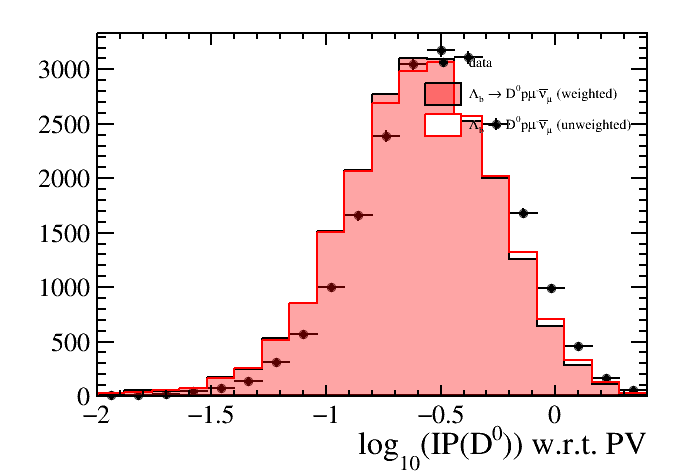 3000
2500
2000
1500
1000
500
0
data
Λb → D⁰pμ ν̅μ (weighted)
Λb → D⁰pμ ν̅μ (unweighted)
−2 −1.5 −1 −0.5 0
log₁₀(IP(D⁰)) w.r.t. PV